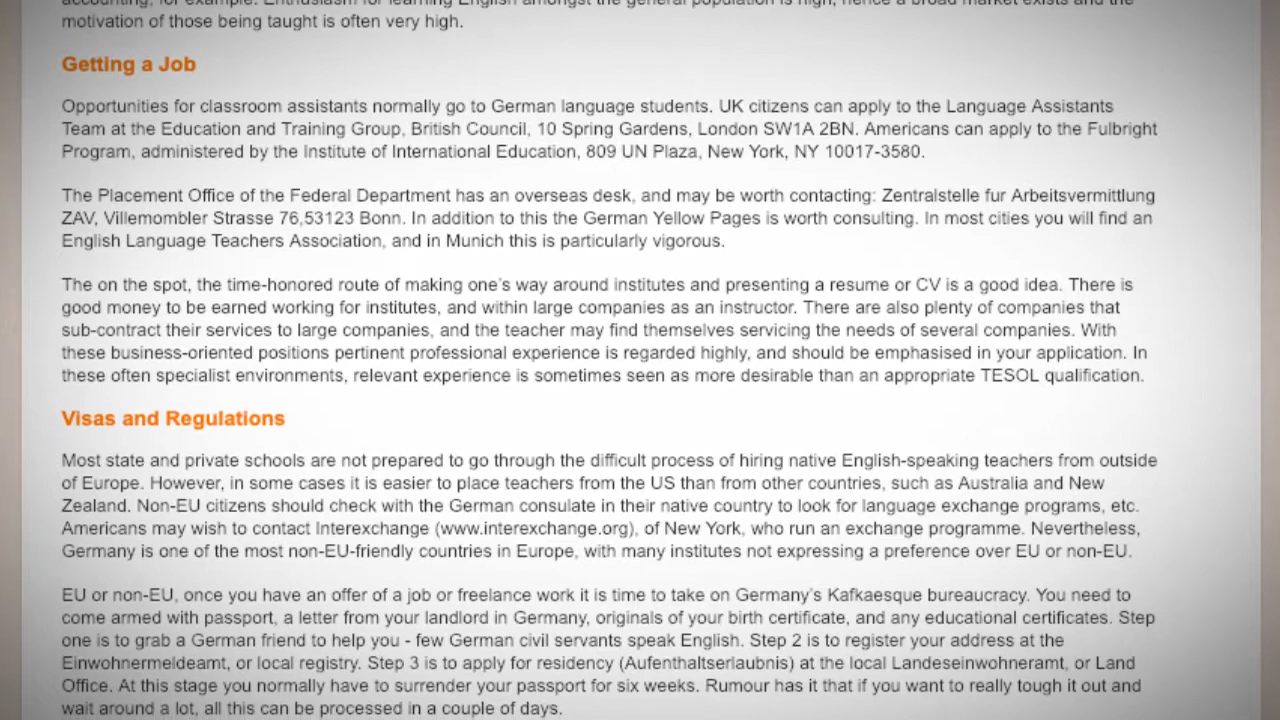 accounting, for example. Enthusiasm for learning English amongst the general population is high, hence a broad market exists and the
motivation of those being taught is often very high.
Getting a Job
Opportunities for classroom assistants normally go to German language students. UK citizens can apply to the Language Assistants
Team at the Education and Training Group, British Council, 10 Spring Gardens, London SW1A 2BN. Americans can apply to the Fulbright
Program, administered by the Institute of International Education, 809 UN Plaza, New York, NY 10017-3580.
The Placement Office of the Federal Department has an overseas desk, and may be worth contacting: Zentralstelle fur Arbeitsvermittlung
ZAV, Villemombler Strasse 76,53123 Bonn. In addition to this the German Yellow Pages is worth consulting. In most cities you will find an
English Language Teachers Association, and in Munich this is particularly vigorous.
The on the spot, the time-honored route of making one's way around institutes and presenting a resume or CV is a good idea. There is
good money to be earned working for institutes, and within large companies as an instructor. There are also plenty of companies that
sub-contract their services to large companies, and the teacher may find themselves servicing the needs of several companies. With
these business-oriented positions pertinent professional experience is regarded highly, and should be emphasised in your application. In
these often specialist environments, relevant experience is sometimes seen as more desirable than an appropriate TESOL qualification.
Visas and Regulations
Most state and private schools are not prepared to go through the difficult process of hiring native English-speaking teachers from outside
of Europe. However, in some cases it is easier to place teachers from the US than from other countries, such as Australia and New
Zealand. Non-EU citizens should check with the German consulate in their native country to look for language exchange programs, etc.
Americans may wish to contact Interexchange (www.interexchange.org), of New York, who run an exchange programme. Nevertheless,
Germany is one of the most non-EU-friendly countries in Europe, with many institutes not expressing a preference over EU or non-EU.
EU or non-EU, once you have an offer of a job or freelance work it is time to take on Germany's Kafkaesque bureaucracy. You need to
come armed with passport, a letter from your landlord in Germany, originals of your birth certificate, and any educational certificates. Step
one is to grab a German friend to help you - few German civil servants speak English. Step 2 is to register your address at the
Einwohnermeldeamt, or local registry. Step 3 is to apply for residency (Aufenthaltserlaubnis) at the local Landeseinwohneramt, or Land
Office. At this stage you normally have to surrender your passport for six weeks. Rumour has it that if you want to really tough it out and
wait around a lot, all this can be processed in a couple of days.